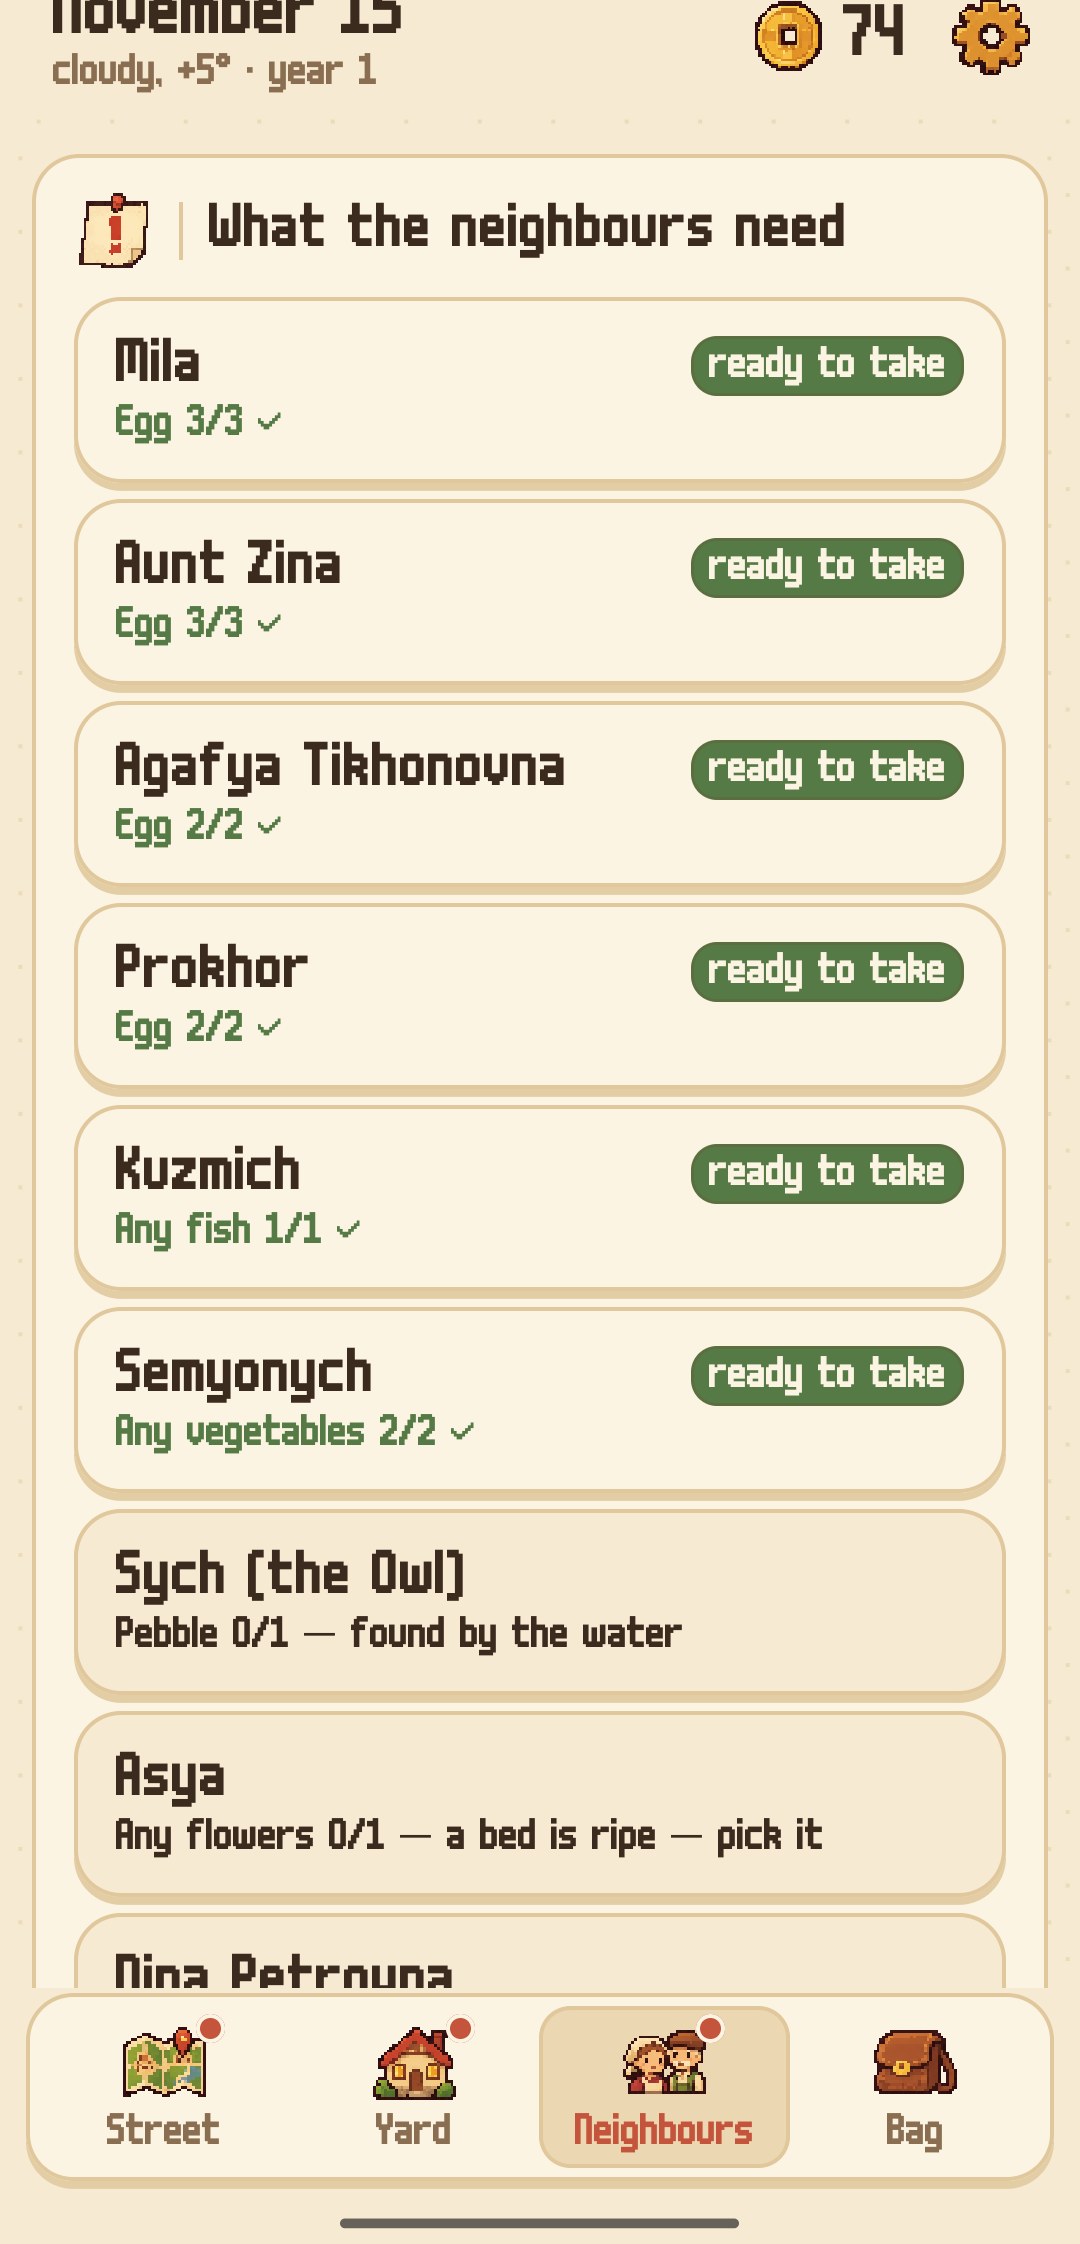 November 15
cloudy, +5° · year 1
74
What the neighbours need
Mila
ready to take
Egg 3/3 ✓
Aunt Zina
ready to take
Egg 3/3 ✓
Agafya Tikhonovna
ready to take
Egg 2/2 ✓
Prokhor
ready to take
Egg 2/2 ✓
Kuzmich
ready to take
Any fish 1/1 ✓
Semyonych
ready to take
Any vegetables 2/2 ✓
Sych (the Owl)
Pebble 0/1 — found by the water
Asya
Any flowers 0/1 — a bed is ripe — pick it
Nina Petrovna
Street
Yard
Neighbours
Bag